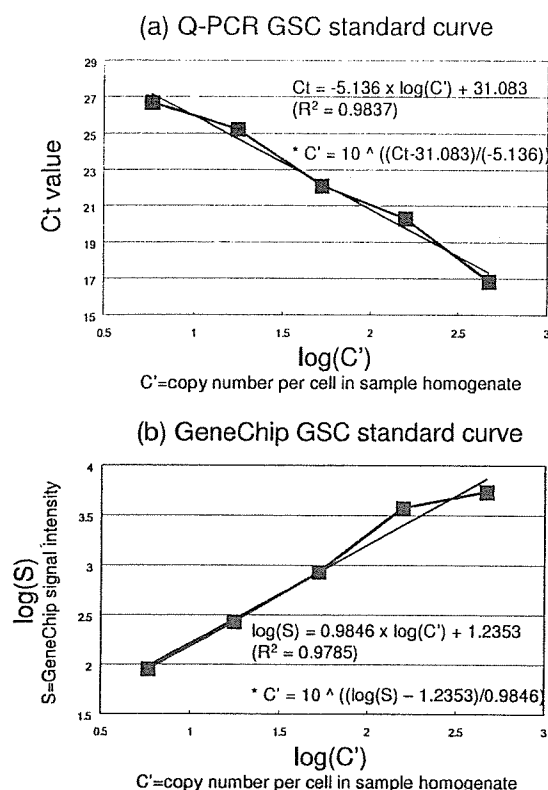 (a) Q-PCR GSC standard curve
Ct value
29
27
25
23
21
19
17
15
Ct = -5.136 x log(C') + 31.083
(R² = 0.9837)
* C' = 10 ^ ((Ct-31.083)/(-5.136))
0.5 1 1.5 2 2.5 3
log(C')
C'=copy number per cell in sample homogenate
(b) GeneChip GSC standard curve
log(S)
S=GeneChip signal intensity
4
3.5
3
2.5
2
1.5
log(S) = 0.9846 x log(C') + 1.2353
(R² = 0.9785)
* C' = 10 ^ ((log(S) – 1.2353)/0.9846)
0.5 1 1.5 2 2.5 3
log(C')
C'=copy number per cell in sample homogenate